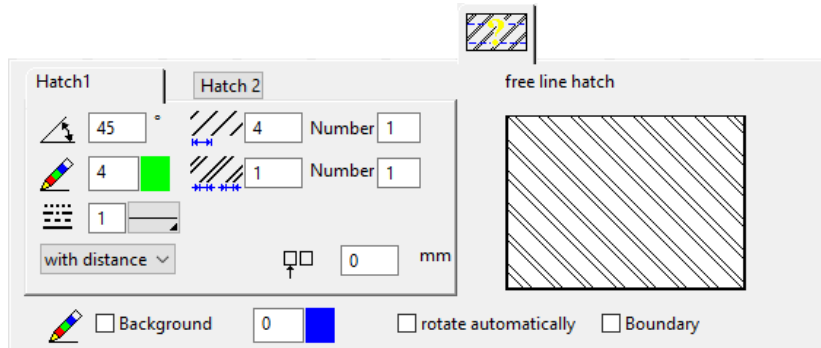 ?
Hatch1 Hatch 2 free line hatch
45 ° 4 Number 1
4 1 Number 1
1
with distance 0 mm
Background 0 rotate automatically Boundary